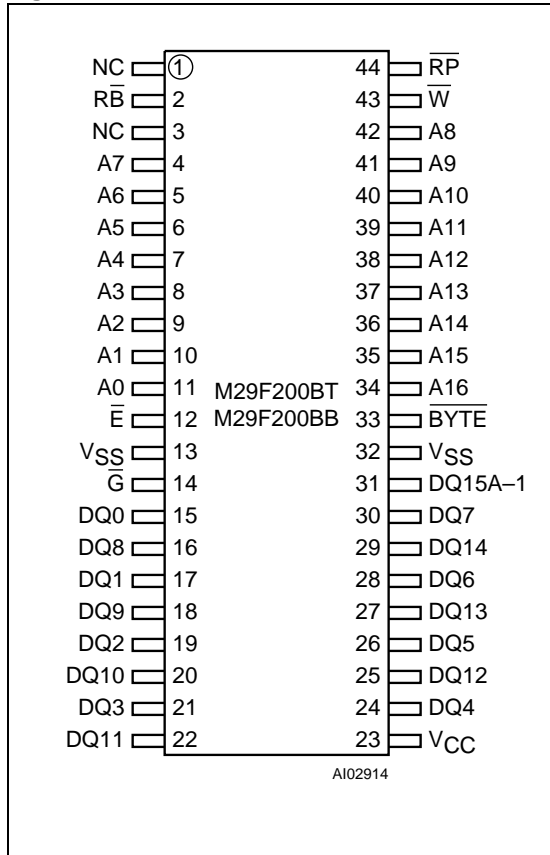 NC 1 44 R̅P̅
RB̅ 2 43 W̅
NC 3 42 A8
A7 4 41 A9
A6 5 40 A10
A5 6 39 A11
A4 7 38 A12
A3 8 37 A13
A2 9 36 A14
A1 10 35 A15
A0 11 M29F200BT 34 A16
E̅ 12 M29F200BB 33 B̅Y̅T̅E̅
VSS 13 32 VSS
G̅ 14 31 DQ15A–1
DQ0 15 30 DQ7
DQ8 16 29 DQ14
DQ1 17 28 DQ6
DQ9 18 27 DQ13
DQ2 19 26 DQ5
DQ10 20 25 DQ12
DQ3 21 24 DQ4
DQ11 22 23 VCC
AI02914